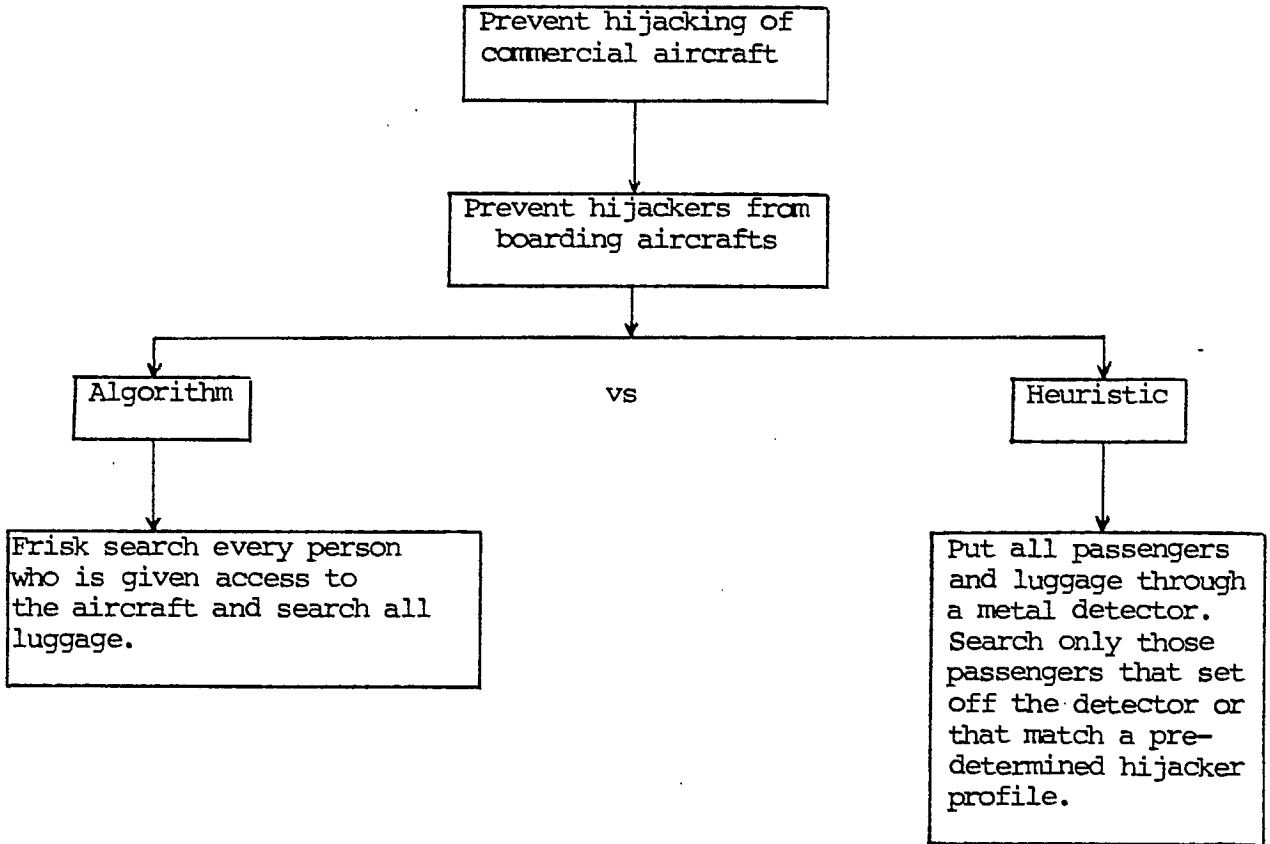 Prevent hijacking of
commercial aircraft
Prevent hijackers from
boarding aircrafts
Algorithm
vs
Heuristic
Frisk search every person
who is given access to
the aircraft and search all
luggage.
Put all passengers
and luggage through
a metal detector.
Search only those
passengers that set
off the detector or
that match a pre-
determined hijacker
profile.